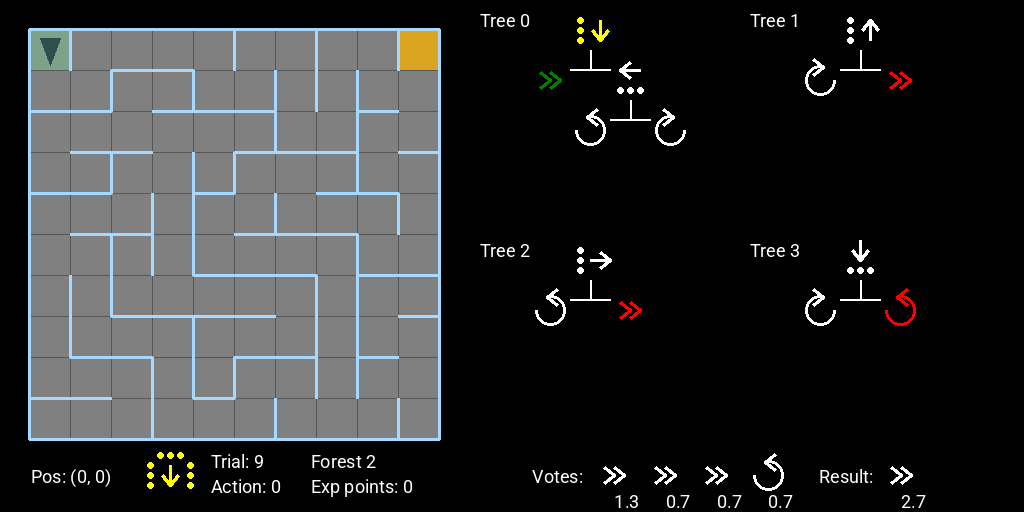 Tree 0
Tree 1
Tree 2
Tree 3
Pos: (0, 0)
Trial: 9
Forest 2
Action: 0
Exp points: 0
Votes:
Result:
1.3
0.7
0.7
0.7
2.7